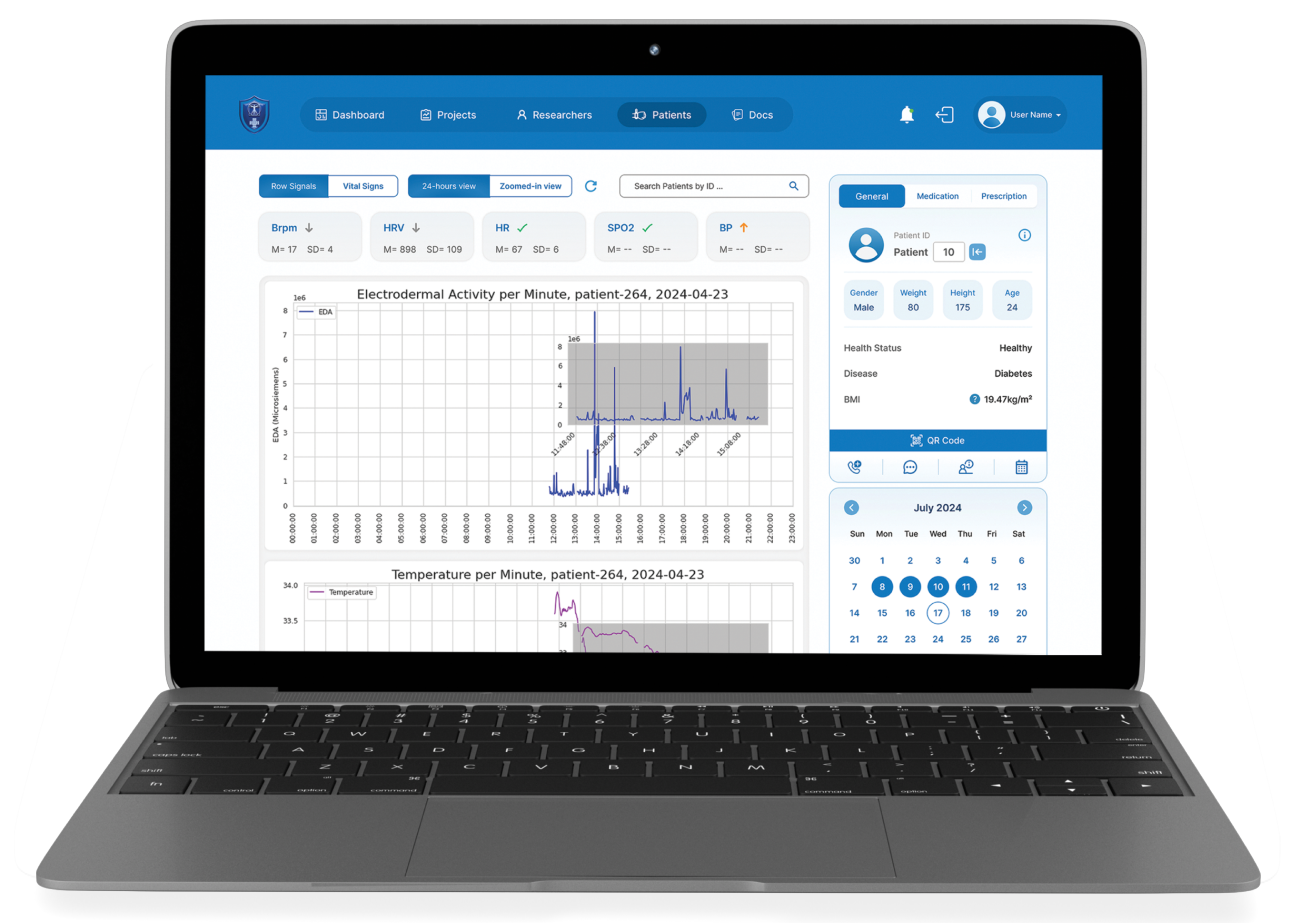 Dashboard Projects Researchers Patients Docs User Name
Row Signals Vital Signs 24-hours view Zoomed-in view Search Patients by ID ...
Brpm HRV HR SPO2 BP
M= 17 SD= 4 M= 898 SD= 109 M= 67 SD= 6 M= -- SD= -- M= -- SD= --
Electrodermal Activity per Minute, patient-264, 2024-04-23
1e6
EDA
EDA (Microsiemens)
8
7
6
5
4
3
2
1
0
1e6
8
6
4
2
0
11:48:00 12:38:00 13:28:00 14:18:00 15:08:00
00:00:00 01:00:00 02:00:00 03:00:00 04:00:00 05:00:00 06:00:00 07:00:00 08:00:00 09:00:00 10:00:00 11:00:00 12:00:00 13:00:00 14:00:00 15:00:00 16:00:00 17:00:00 18:00:00 19:00:00 20:00:00 21:00:00 22:00:00 23:00:00
Temperature per Minute, patient-264, 2024-04-23
34.0
Temperature
33.5
34
33
General Medication Prescription
Patient ID
Patient 10
Gender Weight Height Age
Male 80 175 24
Health Status Healthy
Disease Diabetes
BMI ? 19.47kg/m²
QR Code
July 2024
Sun Mon Tue Wed Thu Fri Sat
30 1 2 3 4 5 6
7 8 9 10 11 12 13
14 15 16 17 18 19 20
21 22 23 24 25 26 27
esc
~ ! 1 @ 2 # 3 $ 4 % 5 ^ 6 & 7 * 8 ( 9 ) 0
tab Q W E R T Y U I O P delete
caps lock A S D F G H J K L enter return
shift Z X C V B N M shift
fn control option command command option